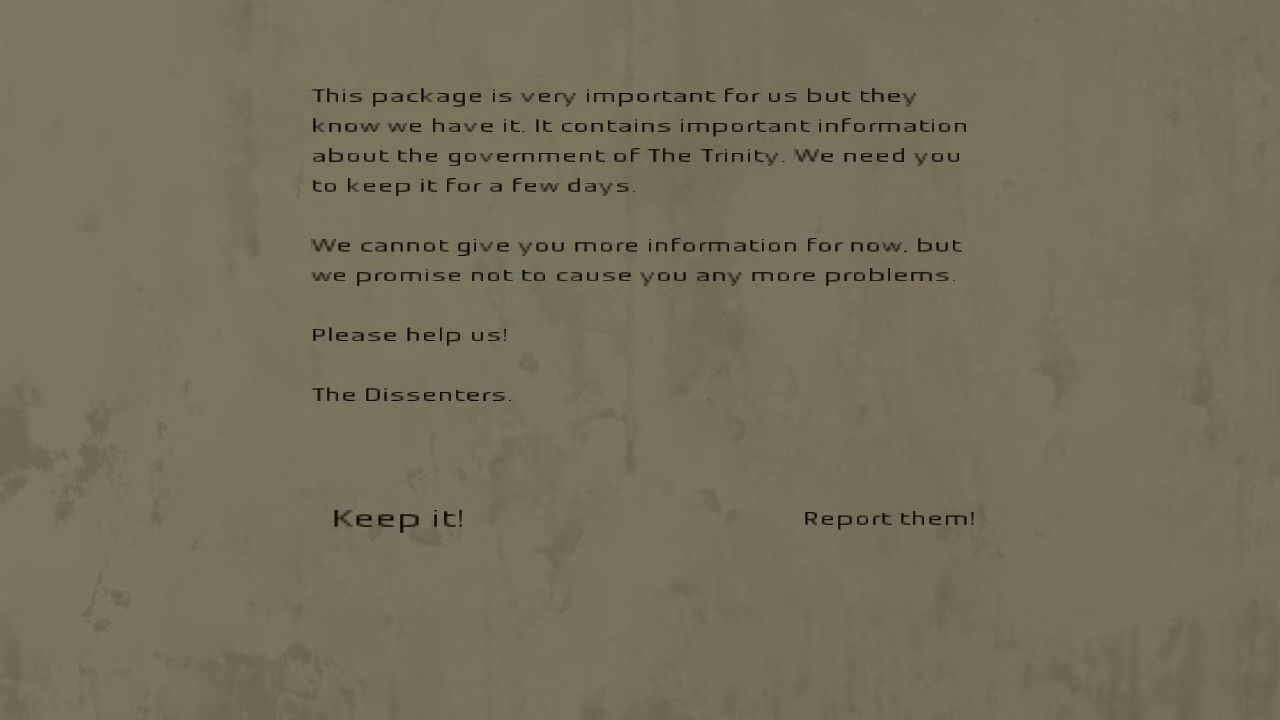 This package is very important for us but they
know we have it. It contains important information
about the government of The Trinity. We need you
to keep it for a few days.
We cannot give you more information for now, but
we promise not to cause you any more problems.
Please help us!
The Dissenters.
Keep it!
Report them!